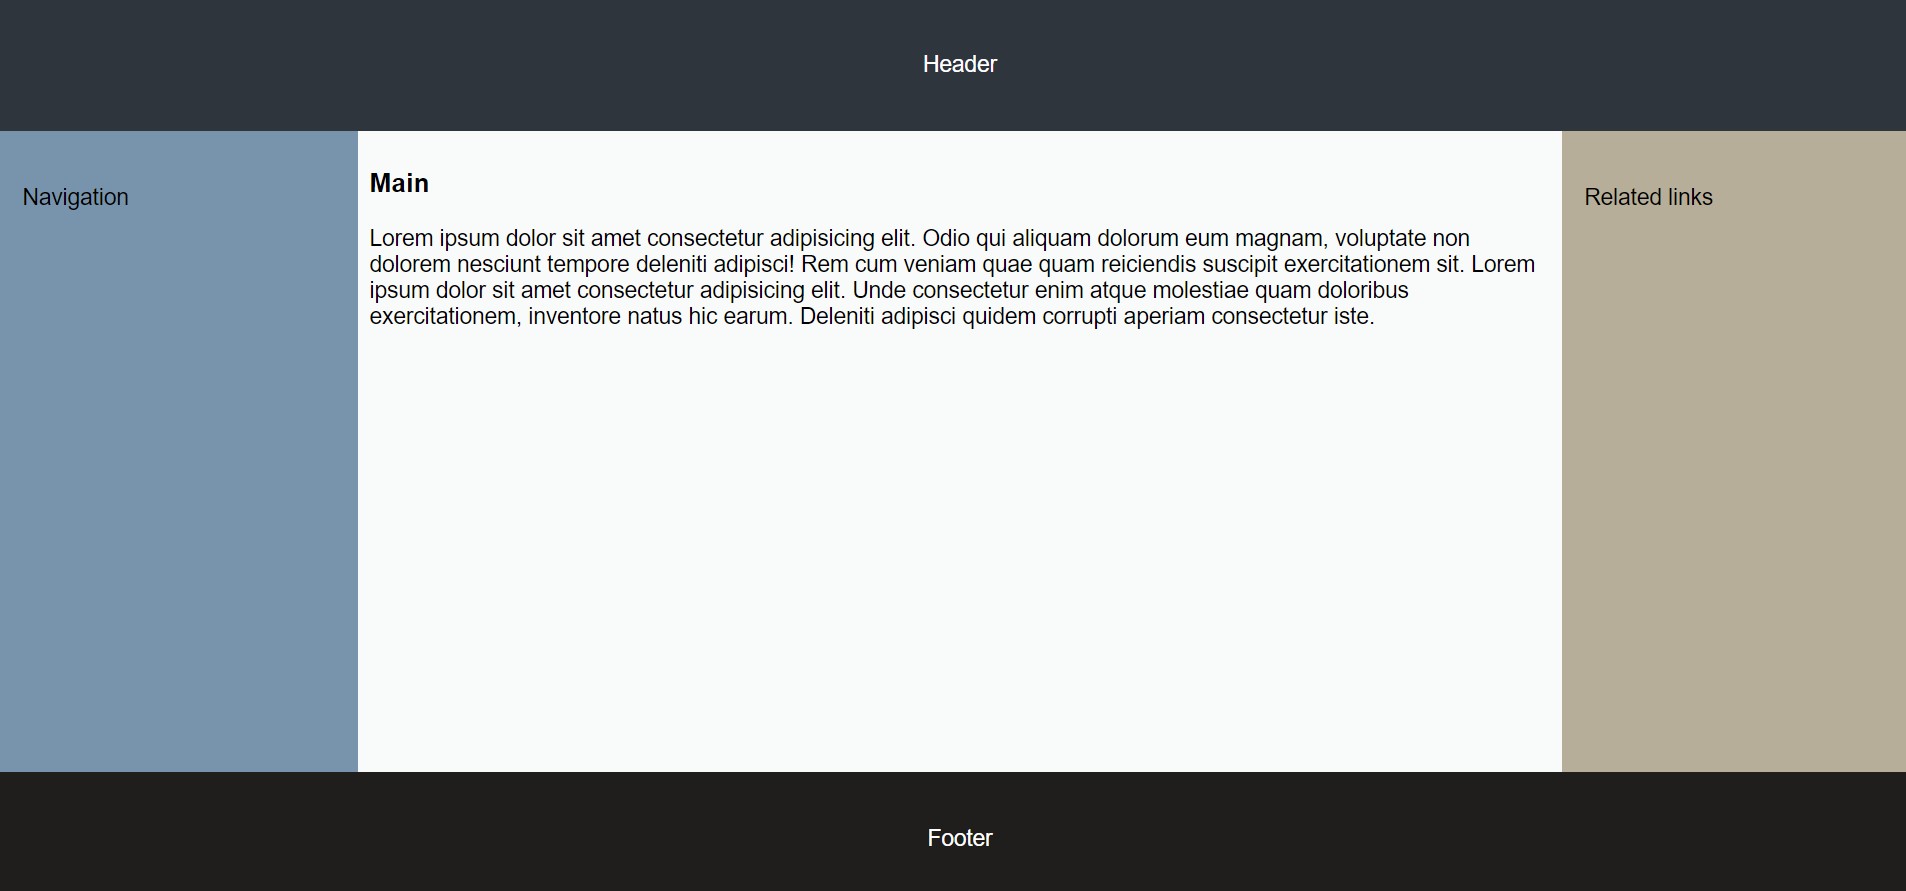 Header
Navigation
Main
Lorem ipsum dolor sit amet consectetur adipisicing elit. Odio qui aliquam dolorum eum magnam, voluptate non
dolorem nesciunt tempore deleniti adipisci! Rem cum veniam quae quam reiciendis suscipit exercitationem sit. Lorem
ipsum dolor sit amet consectetur adipisicing elit. Unde consectetur enim atque molestiae quam doloribus
exercitationem, inventore natus hic earum. Deleniti adipisci quidem corrupti aperiam consectetur iste.
Related links
Footer